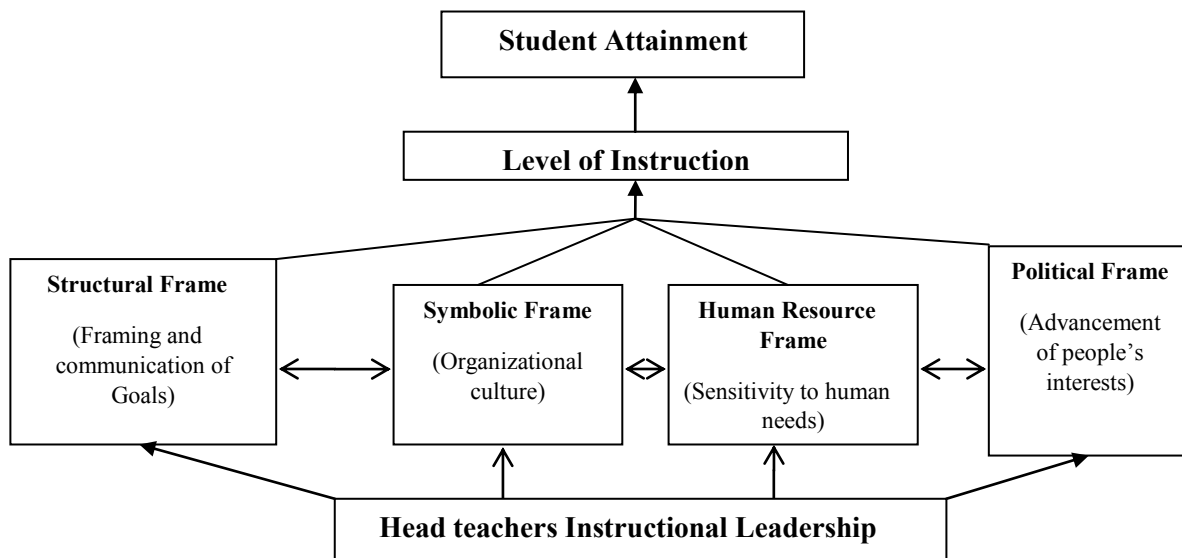 Student Attainment
Level of Instruction
Structural Frame
(Framing and
communication of
Goals)
Symbolic Frame
(Organizational
culture)
Human Resource
Frame
(Sensitivity to human
needs)
Political Frame
(Advancement
of people’s
interests)
Head teachers Instructional Leadership